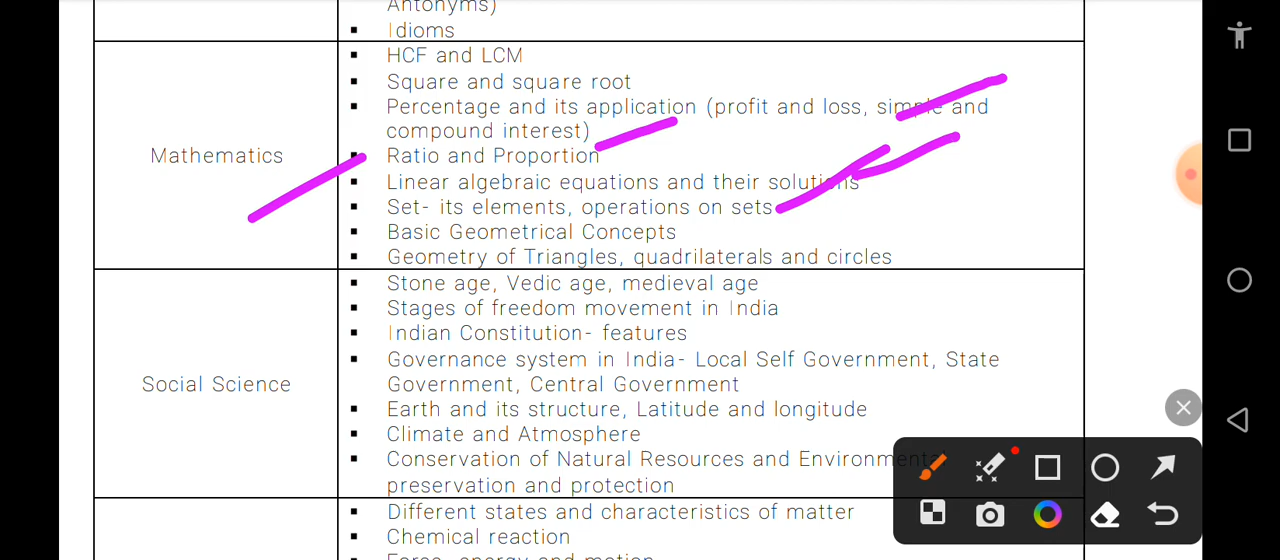 Antonyms)
Idioms
Mathematics
HCF and LCM
Square and square root
Percentage and its application (profit and loss, simple and
compound interest)
Ratio and Proportion
Linear algebraic equations and their solutions
Set- its elements, operations on sets
Basic Geometrical Concepts
Geometry of Triangles, quadrilaterals and circles
Social Science
Stone age, Vedic age, medieval age
Stages of freedom movement in India
Indian Constitution- features
Governance system in India- Local Self Government, State
Government, Central Government
Earth and its structure, Latitude and longitude
Climate and Atmosphere
Conservation of Natural Resources and Environmental
preservation and protection
Different states and characteristics of matter
Chemical reaction
Force, energy and motion